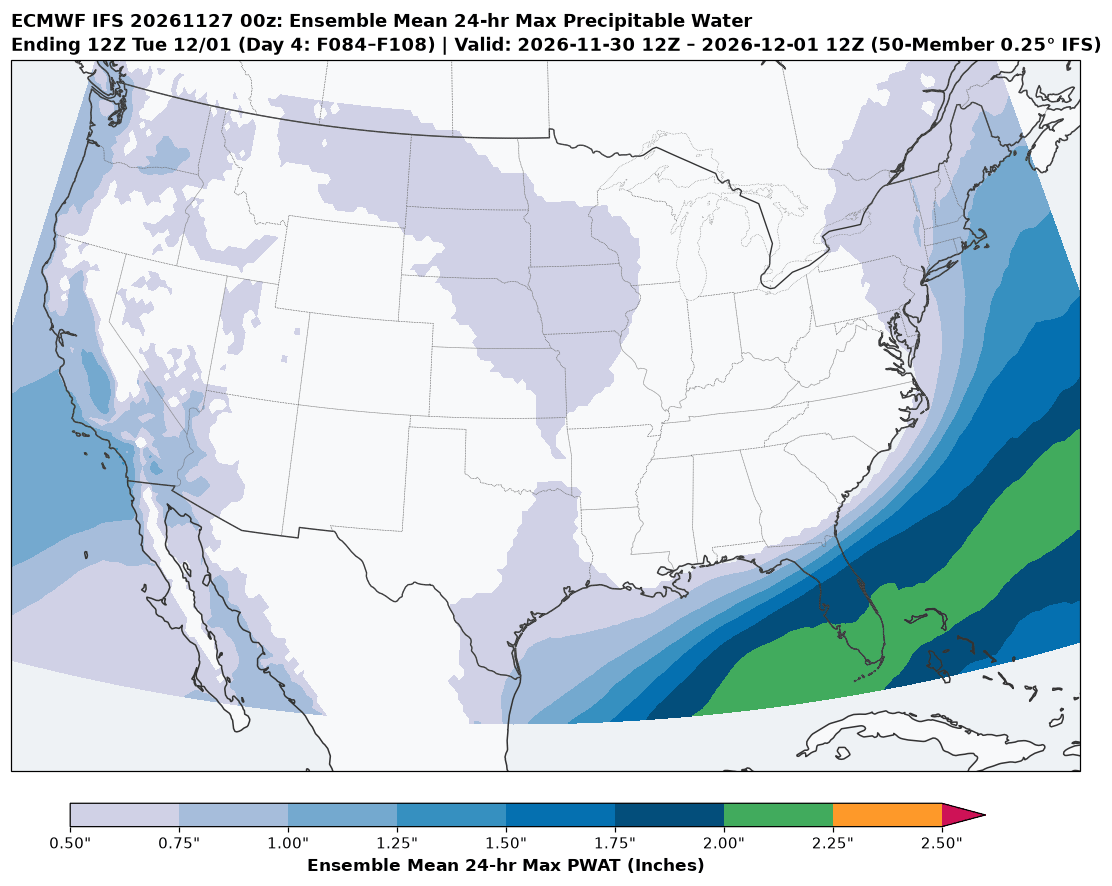 ECMWF IFS 20261127 00z: Ensemble Mean 24-hr Max Precipitable Water
Ending 12Z Tue 12/01 (Day 4: F084–F108) | Valid: 2026-11-30 12Z – 2026-12-01 12Z (50-Member 0.25° IFS)
0.50" 0.75" 1.00" 1.25" 1.50" 1.75" 2.00" 2.25" 2.50"
Ensemble Mean 24-hr Max PWAT (Inches)